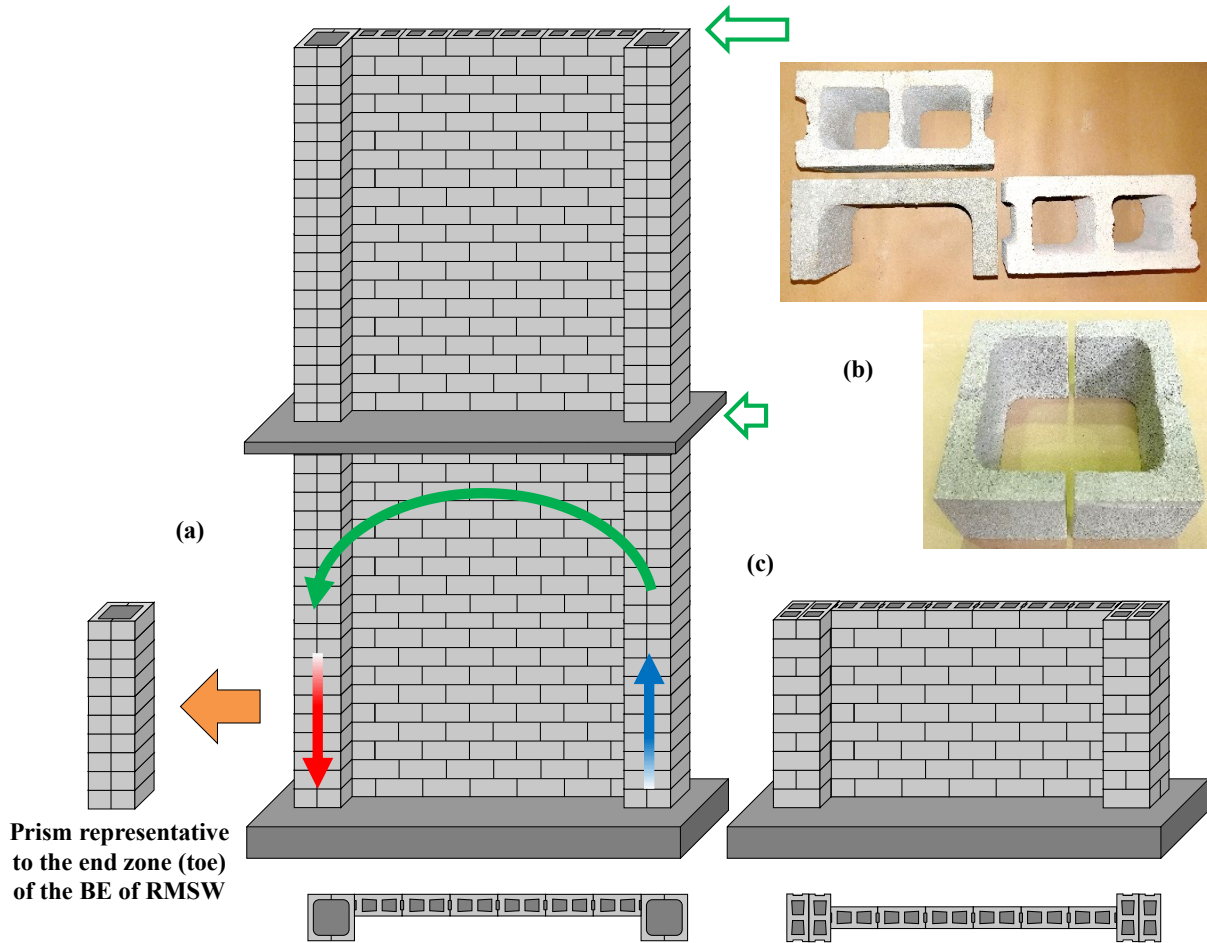 (a)
(b)
(c)
Prism representative
to the end zone (toe)
of the BE of RMSW